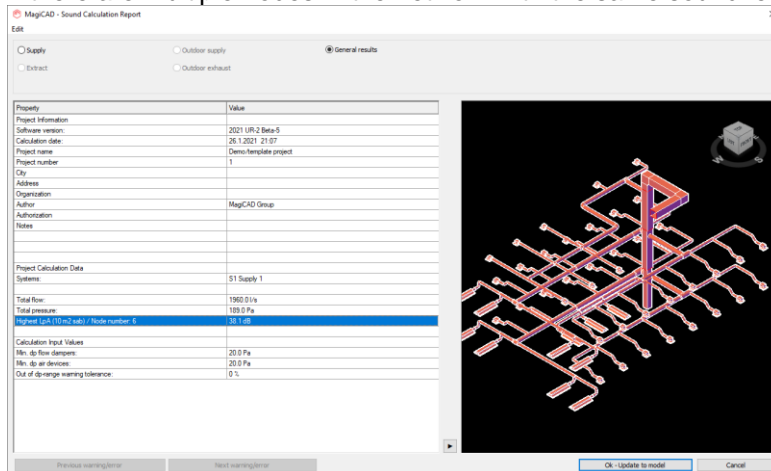 MagiCAD - Sound Calculation Report
Edit
Supply
Outdoor supply
General results
Extract
Outdoor exhaust
Property Value
Project Information
Software version: 2021 UR-2 Beta-5
Calculation date: 26.1.2021 21:07
Project name Demo/template project
Project number 1
City
Address
Organization
Author MagiCAD Group
Authorization
Notes
Project Calculation Data
Systems: S1 Supply 1
Total flow: 1960.0 l/s
Total pressure: 189.0 Pa
Highest LpA (10 m2 sab) / Node number: 6 38.1 dB
Calculation Input Values
Min. dp flow dampers: 20.0 Pa
Min. dp air devices: 20.0 Pa
Out of dp-range warning tolerance: 0 %
Previous warning/error
Next warning/error
Ok - Update to model
Cancel